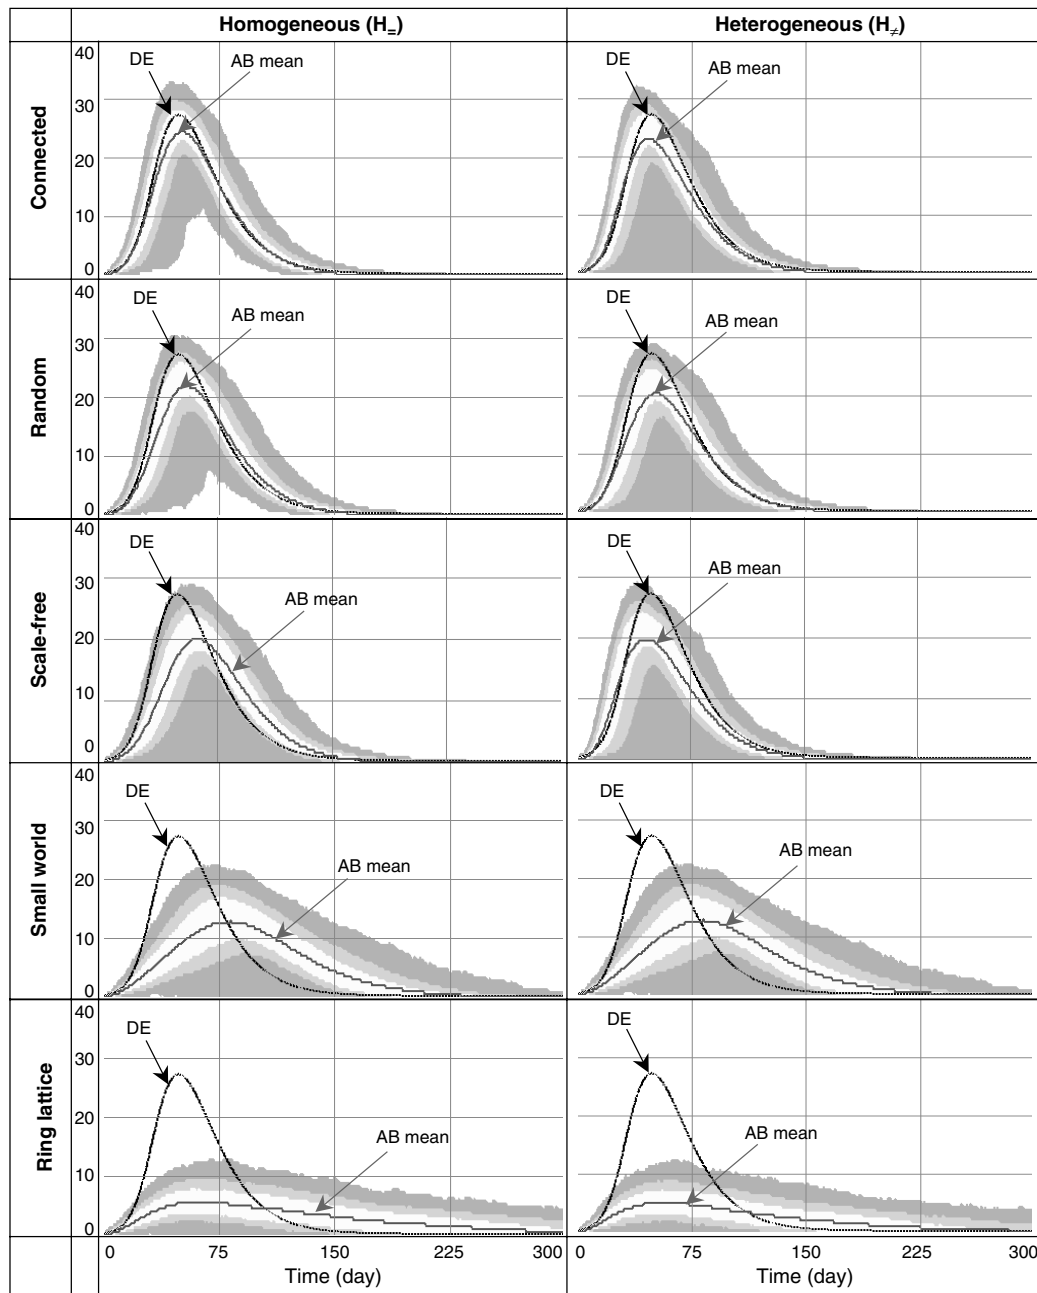 Homogeneous (H=)
Heterogeneous (H≠)
Connected
40
30
20
10
0
DE
AB mean
DE
AB mean
Random
40
30
20
10
0
DE
AB mean
DE
AB mean
Scale-free
40
30
20
10
0
DE
AB mean
DE
AB mean
Small world
40
30
20
10
0
DE
AB mean
DE
AB mean
Ring lattice
40
30
20
10
0
DE
AB mean
DE
AB mean
0 75 150 225 300
Time (day)
0 75 150 225 300
Time (day)